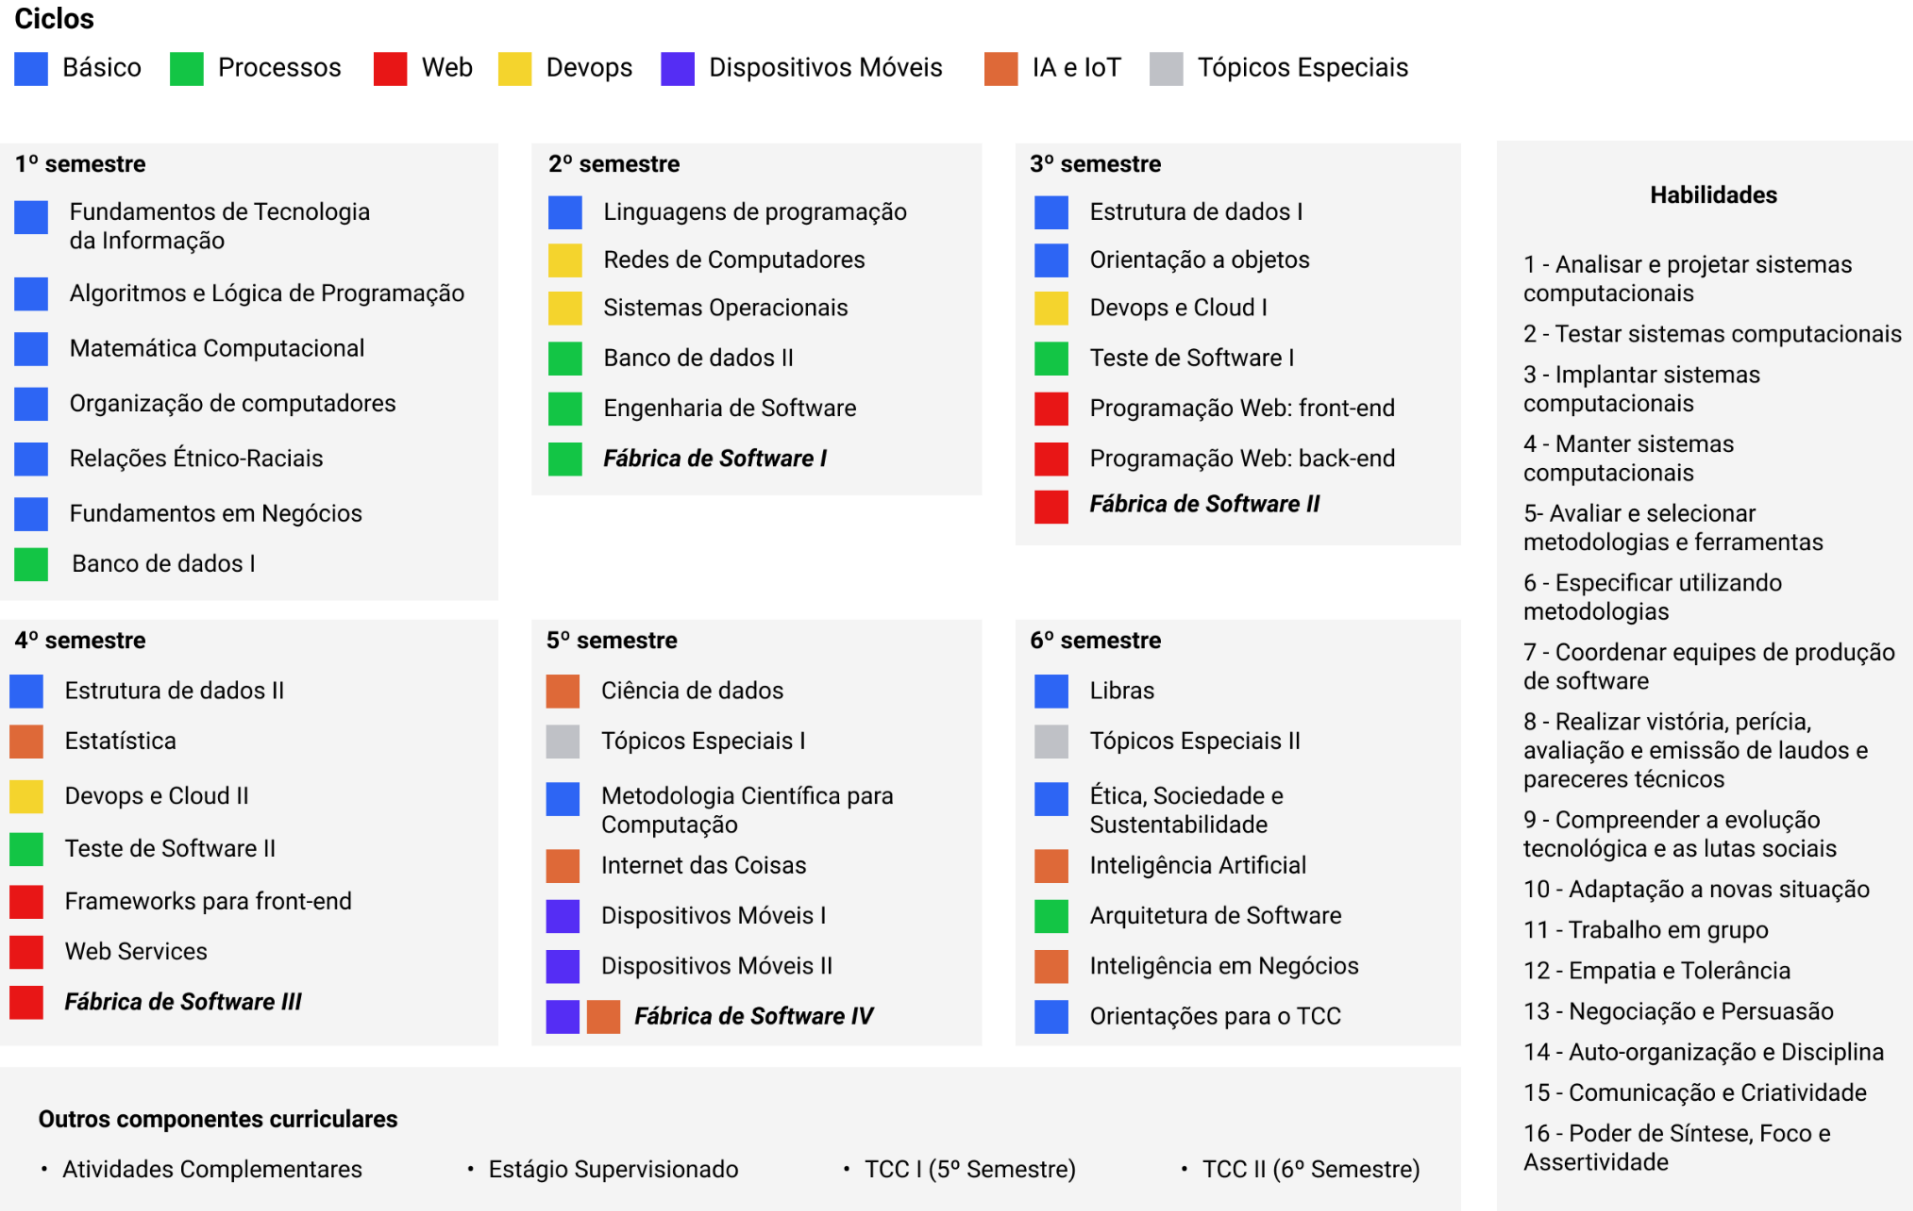 Ciclos
Básico
Processos
Web
Devops
Dispositivos Móveis
IA e IoT
Tópicos Especiais
1º semestre
Fundamentos de Tecnologia
da Informação
Algoritmos e Lógica de Programação
Matemática Computacional
Organização de computadores
Relações Étnico-Raciais
Fundamentos em Negócios
Banco de dados I
2º semestre
Linguagens de programação
Redes de Computadores
Sistemas Operacionais
Banco de dados II
Engenharia de Software
Fábrica de Software I
3º semestre
Estrutura de dados I
Orientação a objetos
Devops e Cloud I
Teste de Software I
Programação Web: front-end
Programação Web: back-end
Fábrica de Software II
4º semestre
Estrutura de dados II
Estatística
Devops e Cloud II
Teste de Software II
Frameworks para front-end
Web Services
Fábrica de Software III
5º semestre
Ciência de dados
Tópicos Especiais I
Metodologia Científica para
Computação
Internet das Coisas
Dispositivos Móveis I
Dispositivos Móveis II
Fábrica de Software IV
6º semestre
Libras
Tópicos Especiais II
Ética, Sociedade e
Sustentabilidade
Inteligência Artificial
Arquitetura de Software
Inteligência em Negócios
Orientações para o TCC
Outros componentes curriculares
• Atividades Complementares
• Estágio Supervisionado
• TCC I (5º Semestre)
• TCC II (6º Semestre)
Habilidades
1 - Analisar e projetar sistemas
computacionais
2 - Testar sistemas computacionais
3 - Implantar sistemas
computacionais
4 - Manter sistemas
computacionais
5- Avaliar e selecionar
metodologias e ferramentas
6 - Especificar utilizando
metodologias
7 - Coordenar equipes de produção
de software
8 - Realizar vistória, perícia,
avaliação e emissão de laudos e
pareceres técnicos
9 - Compreender a evolução
tecnológica e as lutas sociais
10 - Adaptação a novas situação
11 - Trabalho em grupo
12 - Empatia e Tolerância
13 - Negociação e Persuasão
14 - Auto-organização e Disciplina
15 - Comunicação e Criatividade
16 - Poder de Síntese, Foco e
Assertividade